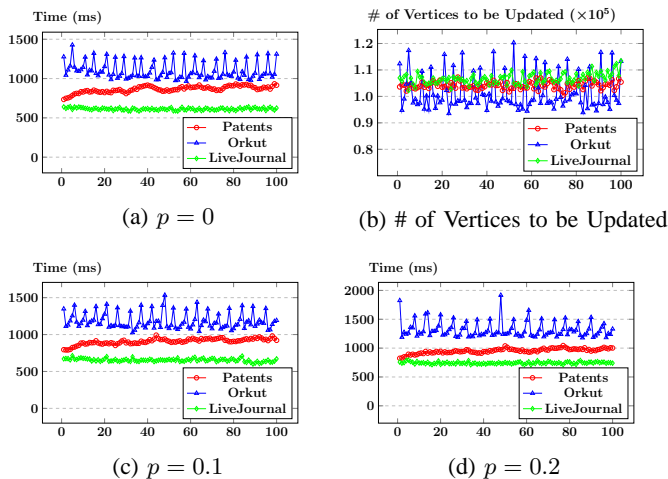 Time (ms)
1500
1000
500
0
0 20 40 60 80 100
Patents
Orkut
LiveJournal
(a) p = 0
# of Vertices to be Updated (×10⁵)
1.2
1.1
1.0
0.9
0.8
0 20 40 60 80 100
Patents
Orkut
LiveJournal
(b) # of Vertices to be Updated
Time (ms)
1500
1000
500
0
0 20 40 60 80 100
Patents
Orkut
LiveJournal
(c) p = 0.1
Time (ms)
2000
1500
1000
500
0
0 20 40 60 80 100
Patents
Orkut
LiveJournal
(d) p = 0.2